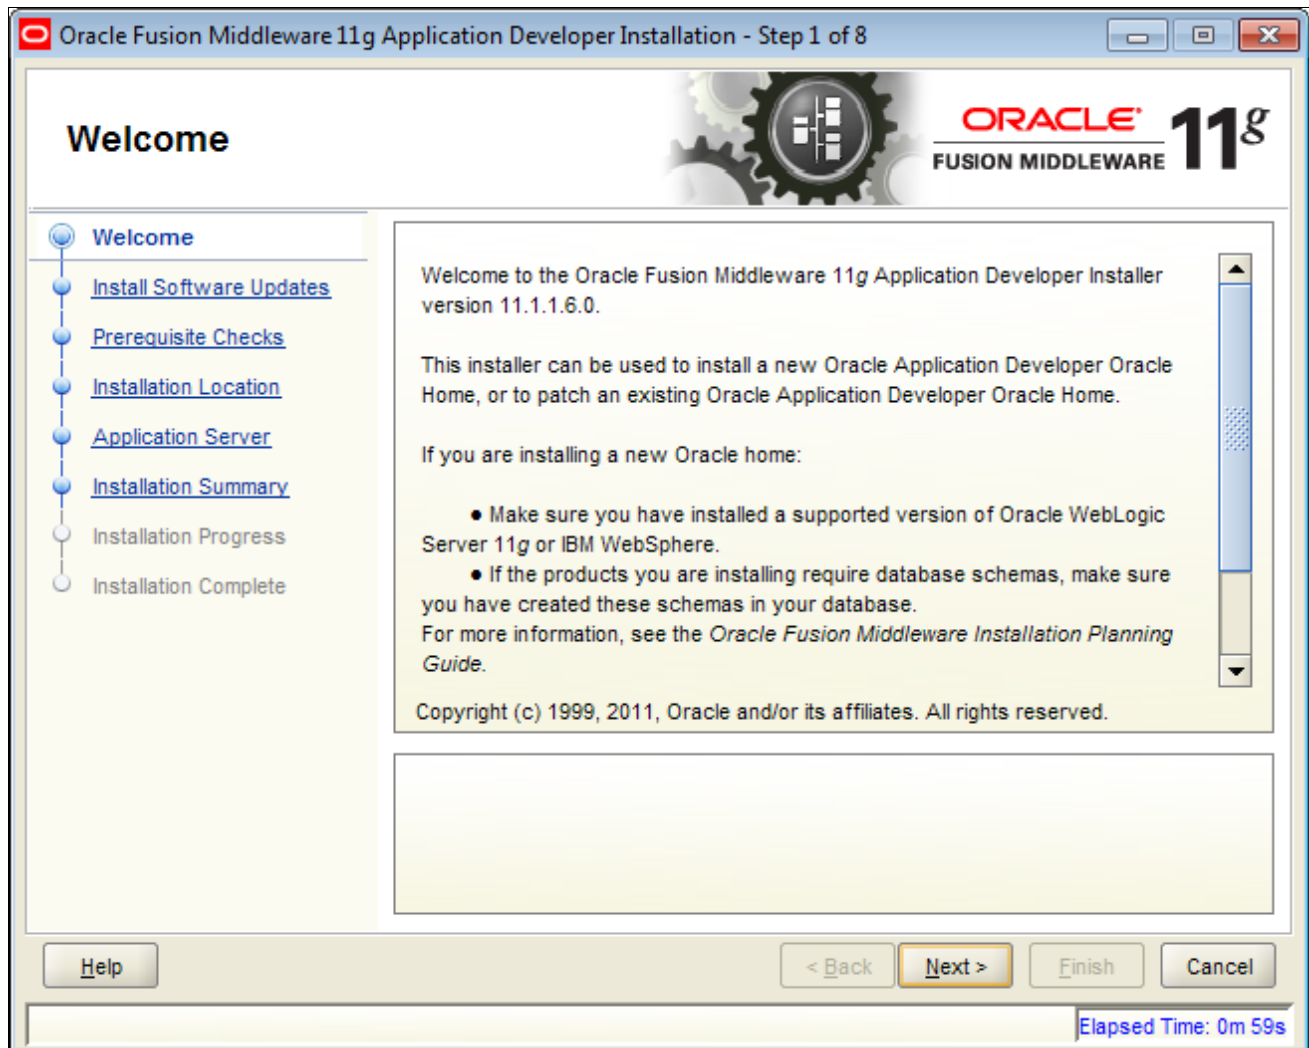 Oracle Fusion Middleware 11g Application Developer Installation - Step 1 of 8
Welcome
ORACLE
FUSION MIDDLEWARE
11g
Welcome
Install Software Updates
Prerequisite Checks
Installation Location
Application Server
Installation Summary
Installation Progress
Installation Complete
Welcome to the Oracle Fusion Middleware 11g Application Developer Installer
version 11.1.1.6.0.
This installer can be used to install a new Oracle Application Developer Oracle
Home, or to patch an existing Oracle Application Developer Oracle Home.
If you are installing a new Oracle home:
● Make sure you have installed a supported version of Oracle WebLogic
Server 11g or IBM WebSphere.
● If the products you are installing require database schemas, make sure
you have created these schemas in your database.
For more information, see the Oracle Fusion Middleware Installation Planning
Guide.
Copyright (c) 1999, 2011, Oracle and/or its affiliates. All rights reserved.
Help
< Back
Next >
Finish
Cancel
Elapsed Time: 0m 59s